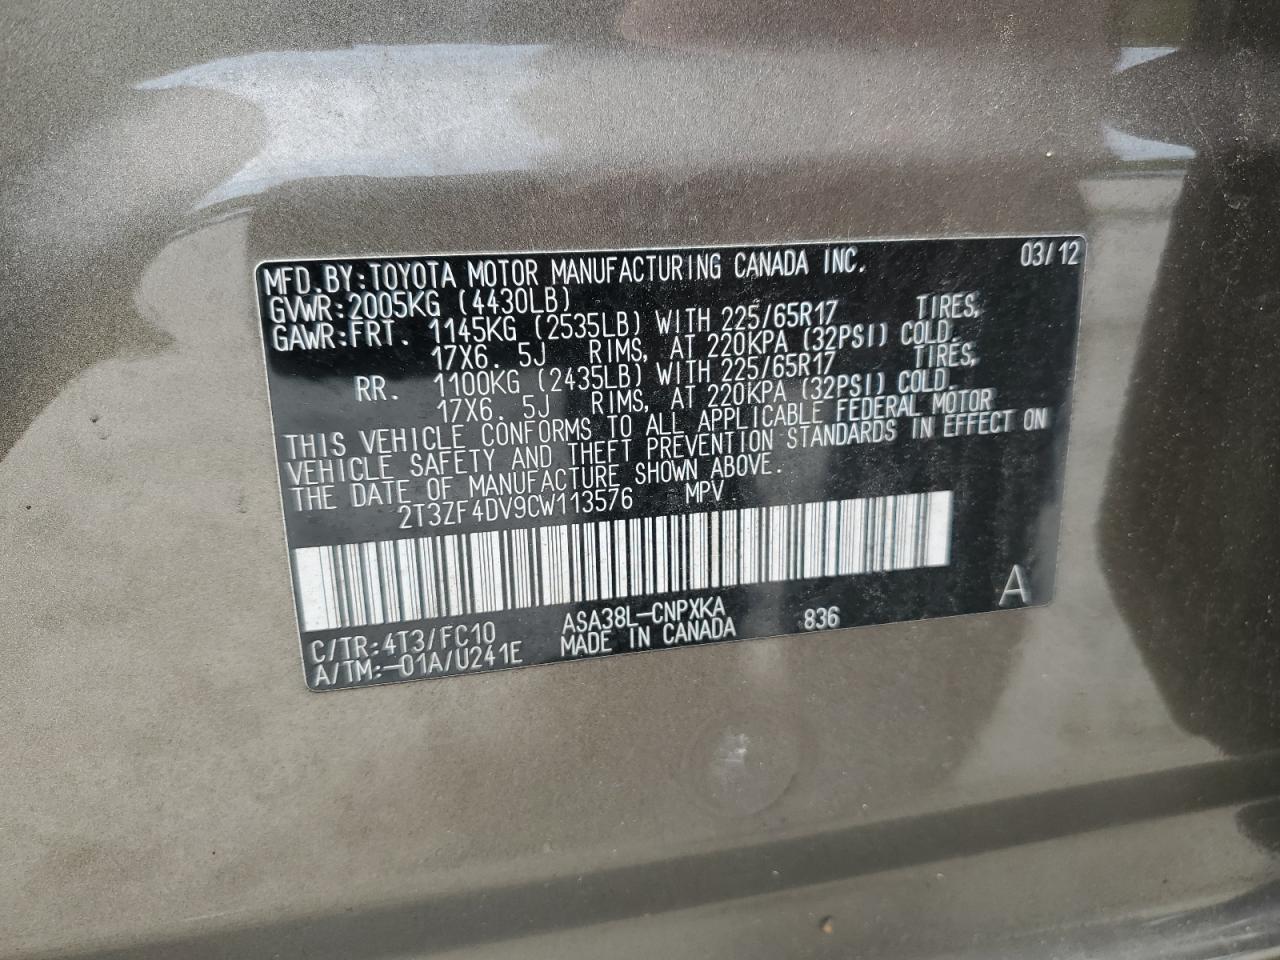 MFD.BY:TOYOTA MOTOR MANUFACTURING CANADA INC. 03/12
GVWR:2005KG (4430LB)
GAWR:FRT. 1145KG (2535LB) WITH 225/65R17 TIRES,
17X6. 5J RIMS, AT 220KPA (32PSI) COLD.
RR. 1100KG (2435LB) WITH 225/65R17 TIRES,
17X6. 5J RIMS, AT 220KPA (32PSI) COLD.
THIS VEHICLE CONFORMS TO ALL APPLICABLE FEDERAL MOTOR
VEHICLE SAFETY AND THEFT PREVENTION STANDARDS IN EFFECT ON
THE DATE OF MANUFACTURE SHOWN ABOVE.
2T3ZF4DV9CW113576 MPV
A
C/TR:4T3/FC10 ASA38L-CNPXKA 836
A/TM:-01A/U241E MADE IN CANADA